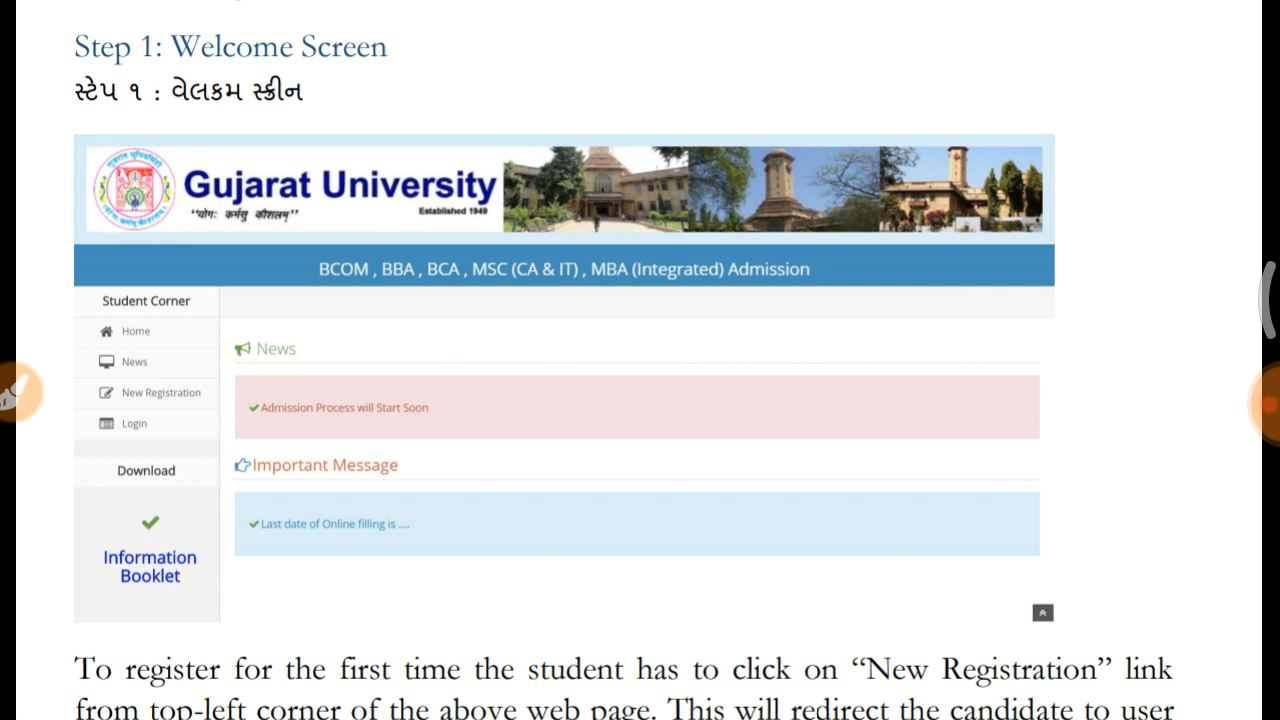 Step 1: Welcome Screen
સ્ટેપ ૧ : વેલકમ સ્ક્રીન
Gujarat University
"योगः कर्मसु कौशलम्"
Established 1949
BCOM , BBA , BCA , MSC (CA & IT) , MBA (Integrated) Admission
Student Corner
Home
News
New Registration
Login
Download
Information
Booklet
News
Admission Process will Start Soon
Important Message
Last date of Online filling is ....
To register for the first time the student has to click on “New Registration” link
from top-left corner of the above web page. This will redirect the candidate to user